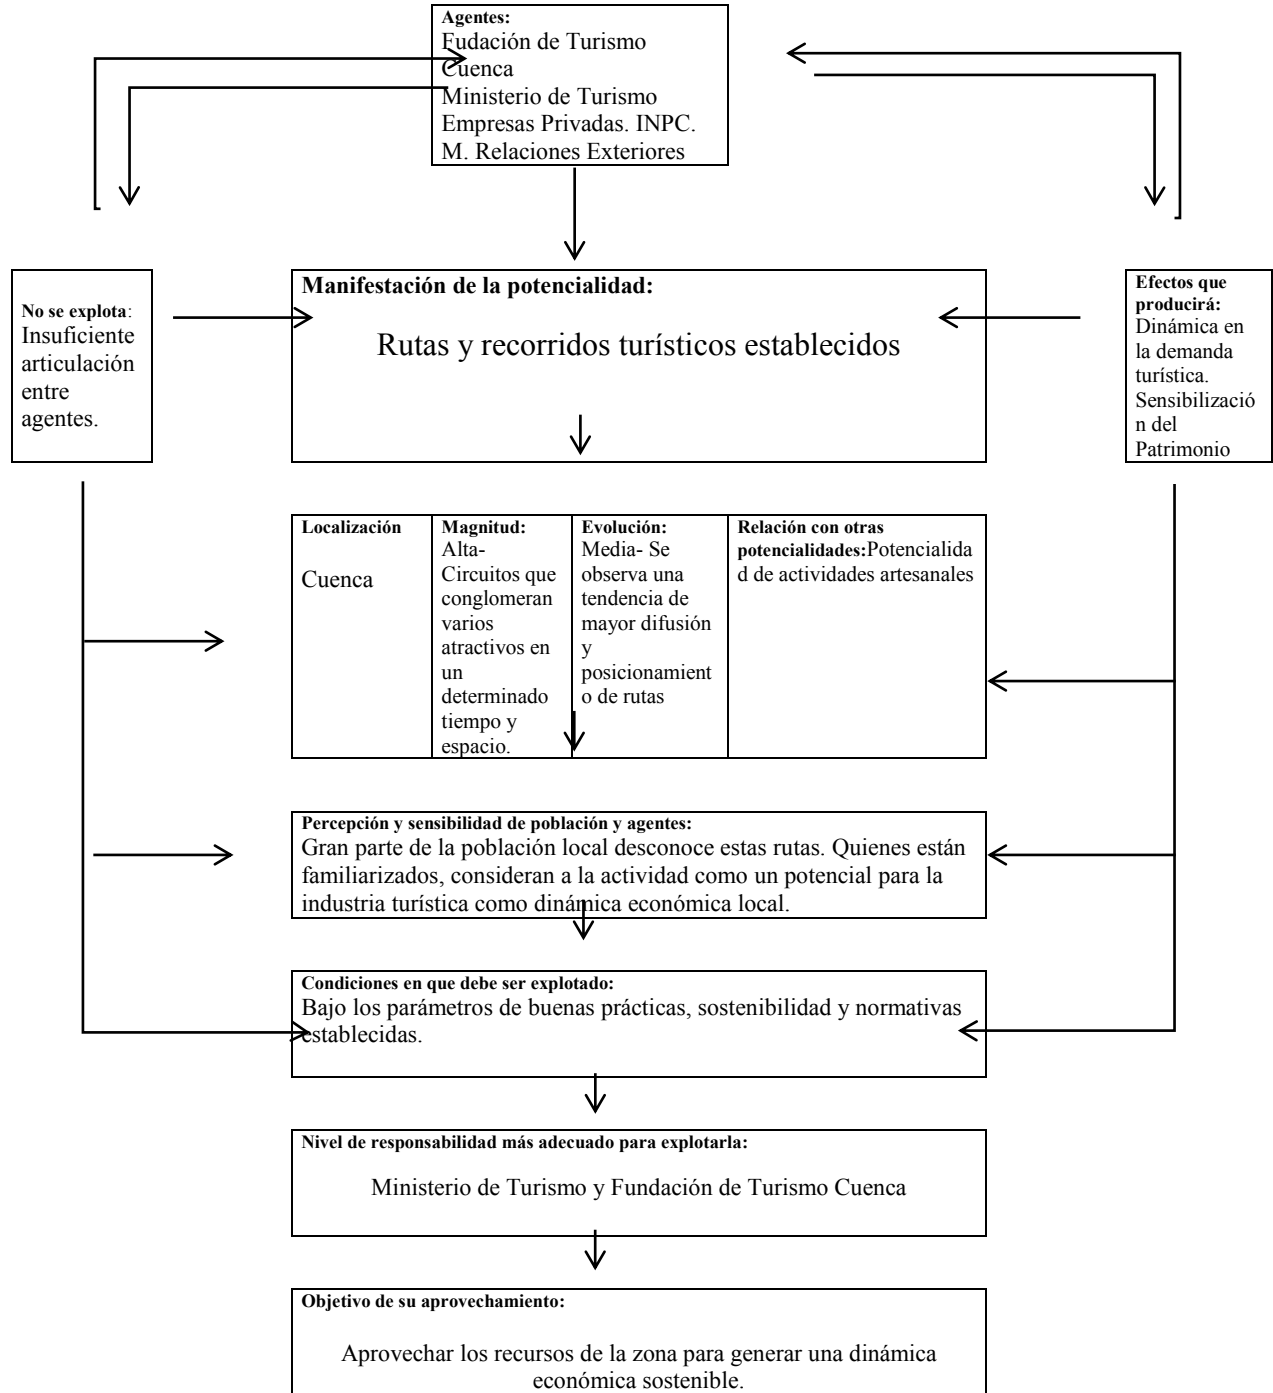 Agentes:
Fudación de Turismo
Cuenca
Ministerio de Turismo
Empresas Privadas. INPC.
M. Relaciones Exteriores
No se explota:
Insuficiente
articulación
entre
agentes.
Manifestación de la potencialidad:
Rutas y recorridos turísticos establecidos
Efectos que
producirá:
Dinámica en
la demanda
turística.
Sensibilizació
n del
Patrimonio
Localización
Cuenca
Magnitud:
Alta-
Circuitos que
conglomeran
varios
atractivos en
un
determinado
tiempo y
espacio.
Evolución:
Media- Se
observa una
tendencia de
mayor difusión
y
posicionamient
o de rutas
Relación con otras
potencialidades:Potencialida
d de actividades artesanales
Percepción y sensibilidad de población y agentes:
Gran parte de la población local desconoce estas rutas. Quienes están
familiarizados, consideran a la actividad como un potencial para la
industria turística como dinámica económica local.
Condiciones en que debe ser explotado:
Bajo los parámetros de buenas prácticas, sostenibilidad y normativas
establecidas.
Nivel de responsabilidad más adecuado para explotarla:
Ministerio de Turismo y Fundación de Turismo Cuenca
Objetivo de su aprovechamiento:
Aprovechar los recursos de la zona para generar una dinámica
económica sostenible.